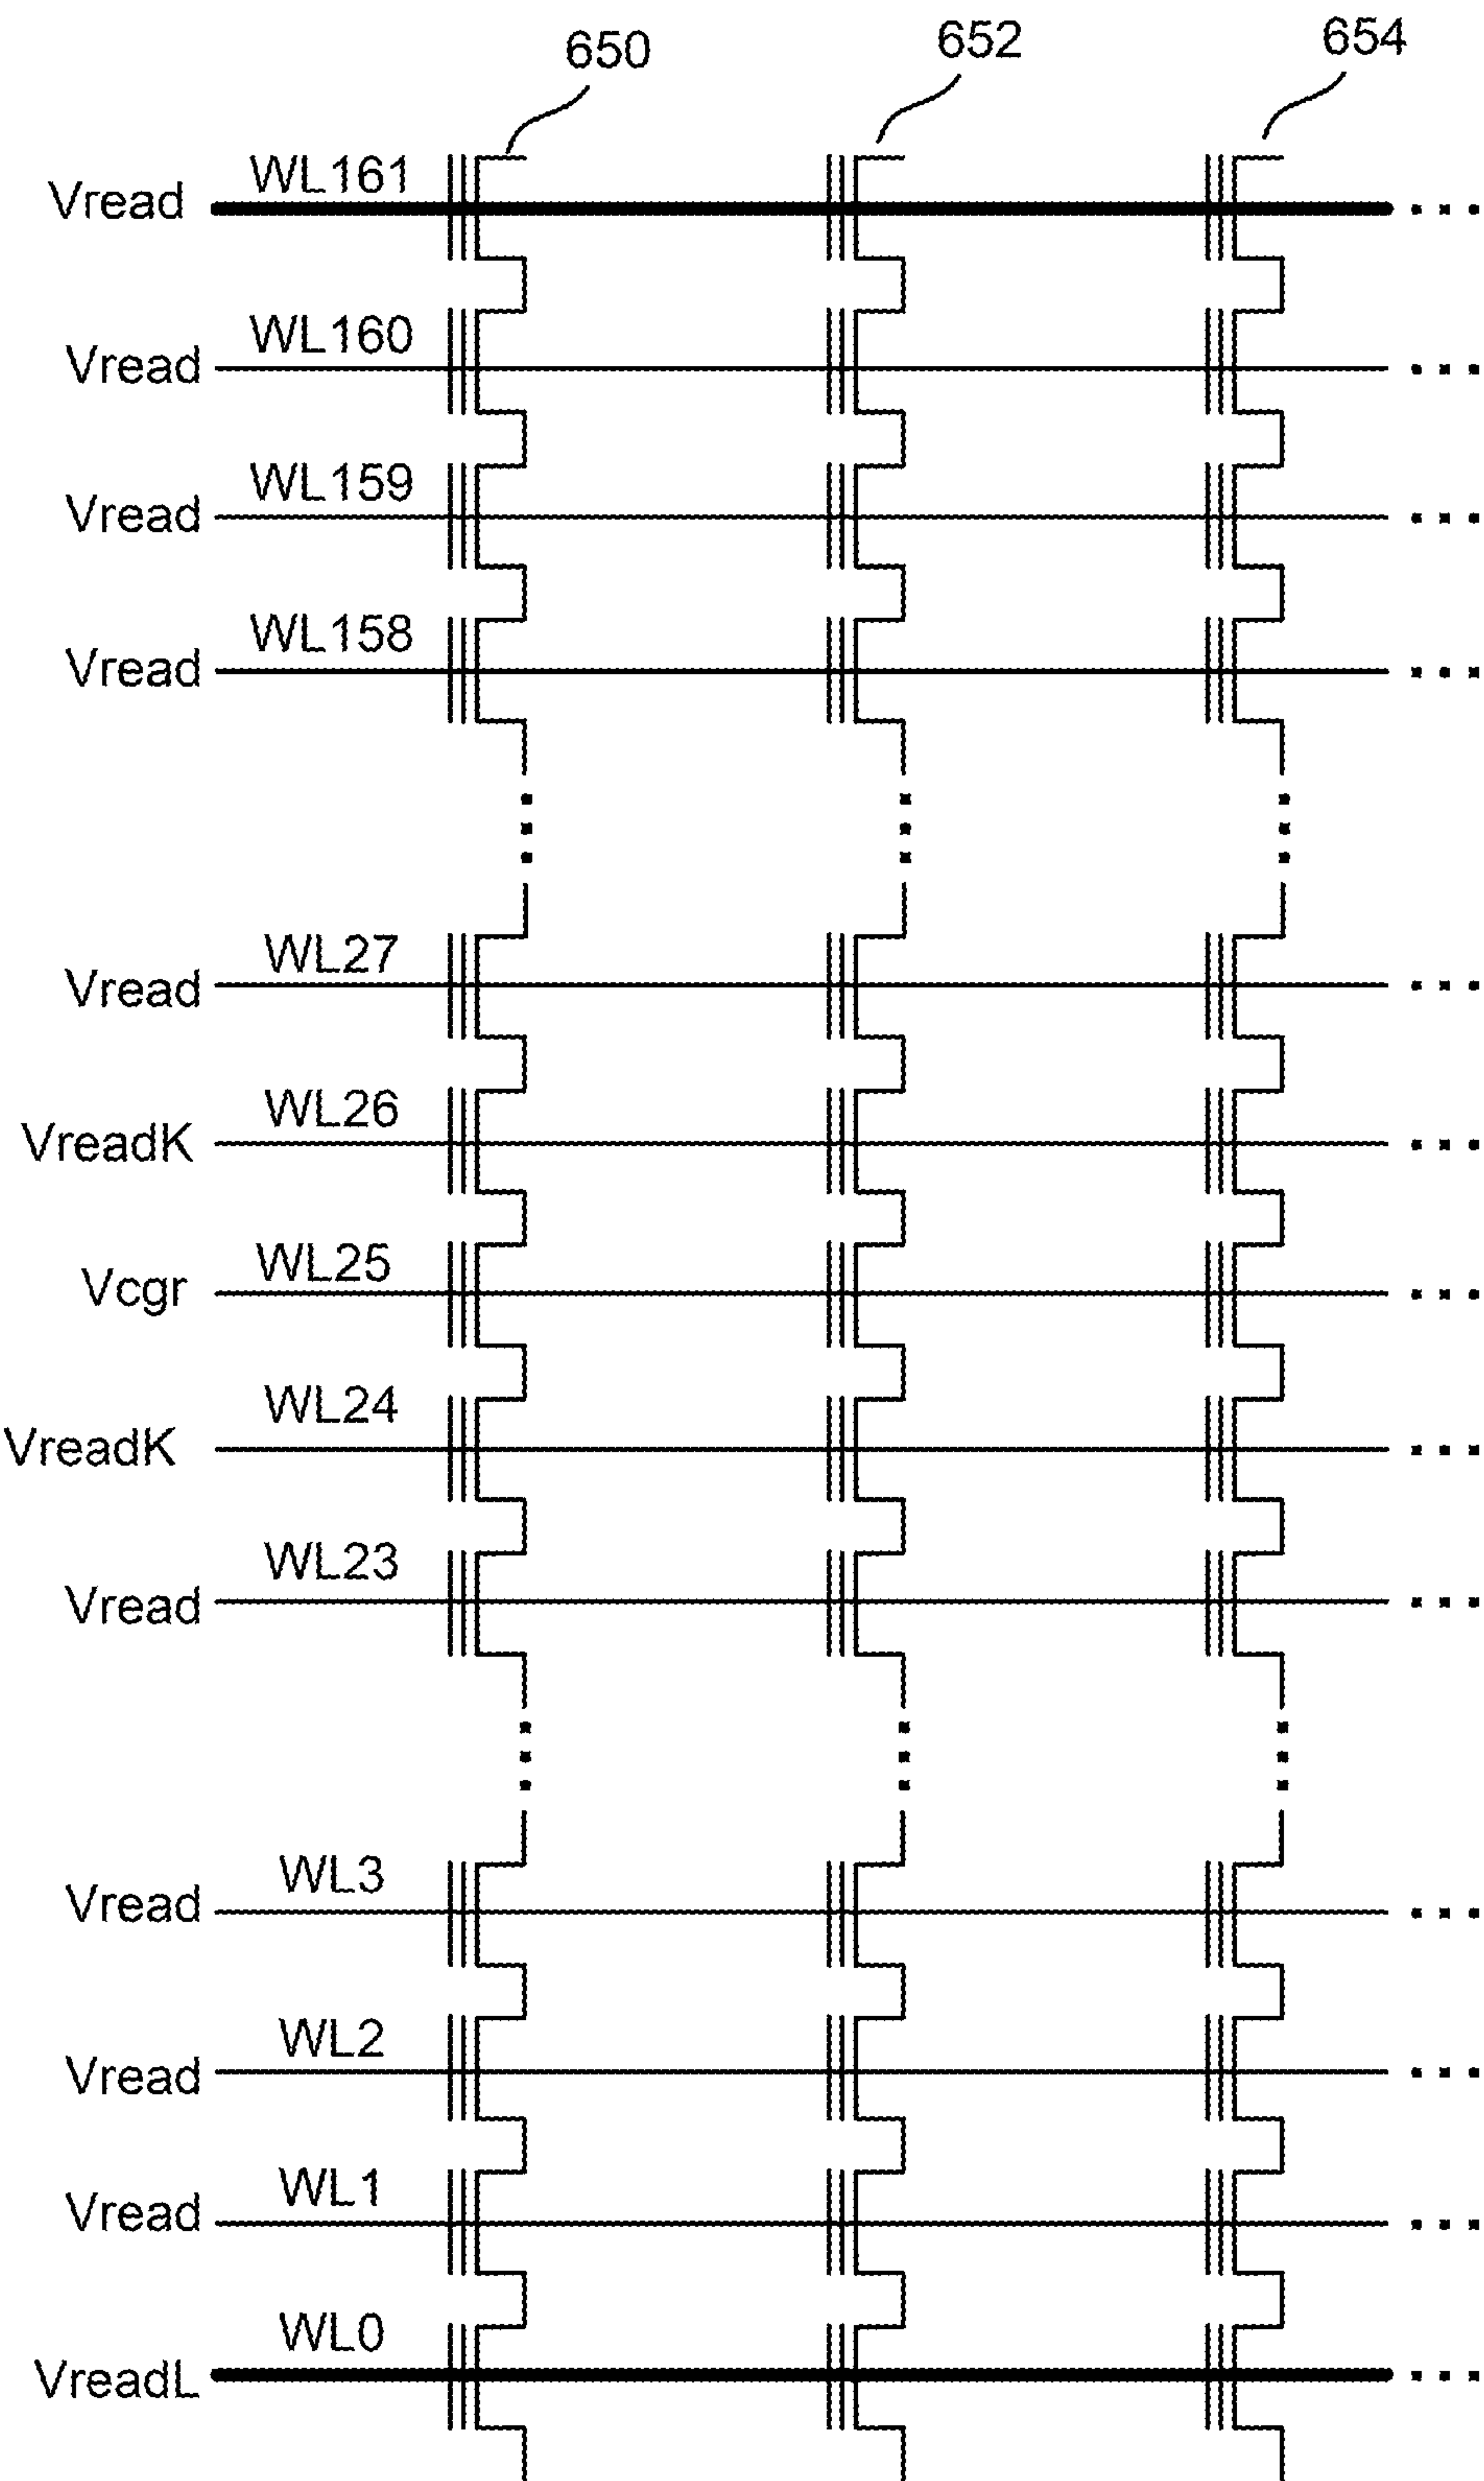 650 652 654
Vread WL161
Vread WL160
Vread WL159
Vread WL158
Vread WL27
VreadK WL26
Vcgr WL25
VreadK WL24
Vread WL23
Vread WL3
Vread WL2
Vread WL1
VreadL WL0